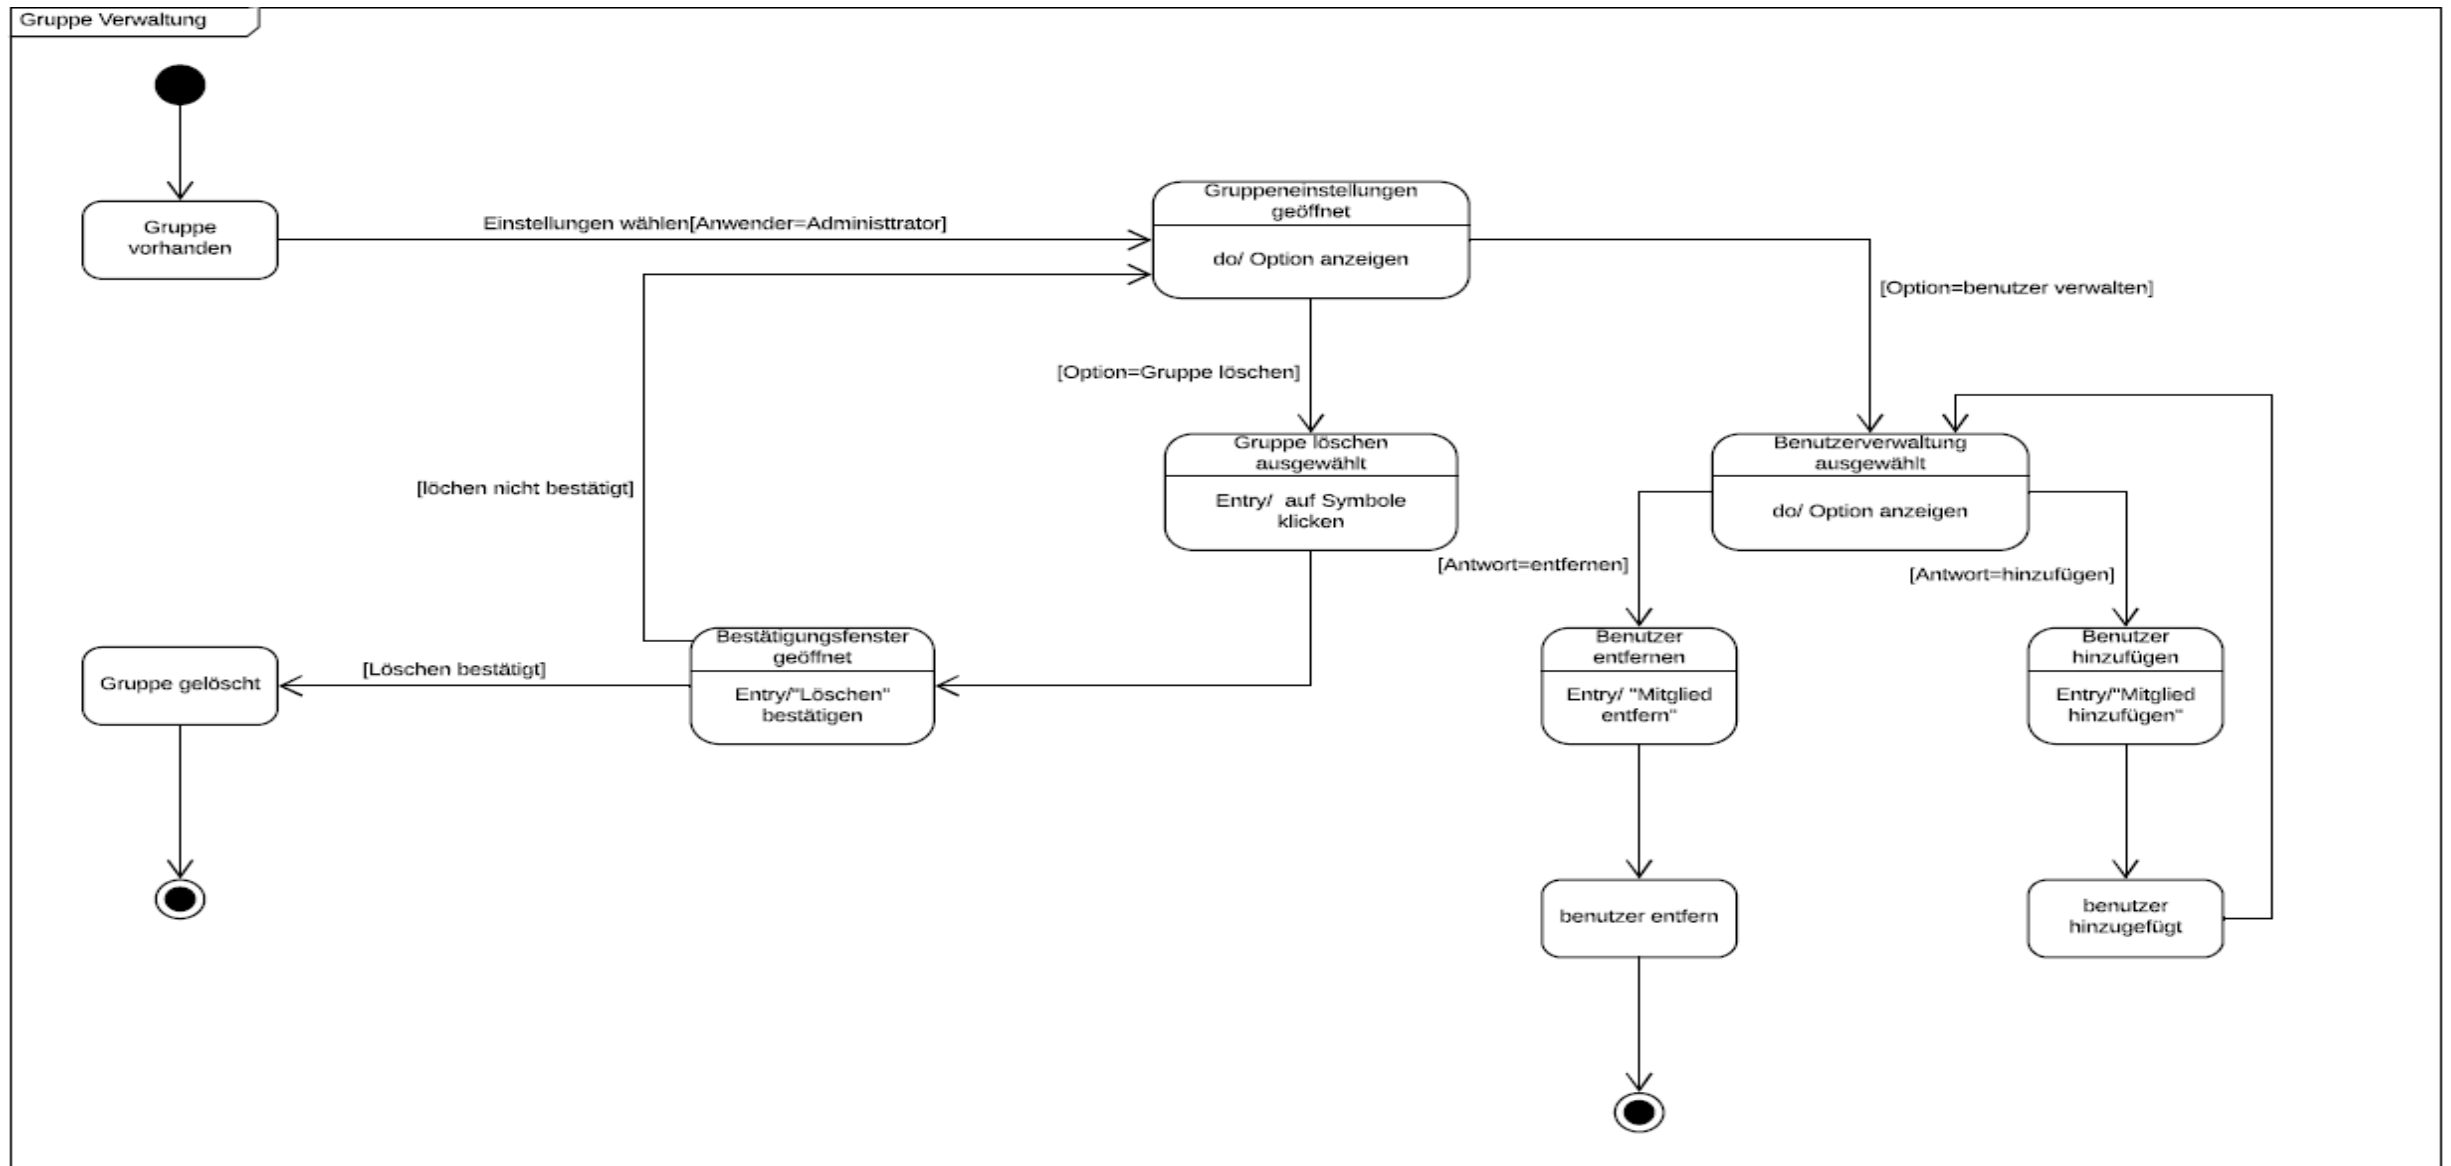 Gruppe Verwaltung
Gruppe
vorhanden
Einstellungen wählen[Anwender=Administtrator]
Gruppeneinstellungen
geöffnet
do/ Option anzeigen
[Option=benutzer verwalten]
[Option=Gruppe löschen]
Gruppe löschen
ausgewählt
Entry/  auf Symbole
klicken
Benutzerverwaltung
ausgewählt
do/ Option anzeigen
[löchen nicht bestätigt]
[Antwort=entfernen]
[Antwort=hinzufügen]
Bestätigungsfenster
geöffnet
Entry/"Löschen"
bestätigen
[Löschen bestätigt]
Gruppe gelöscht
Benutzer
entfernen
Entry/ "Mitglied
entfern"
Benutzer
hinzufügen
Entry/"Mitglied
hinzufügen"
benutzer entfern
benutzer
hinzugefügt